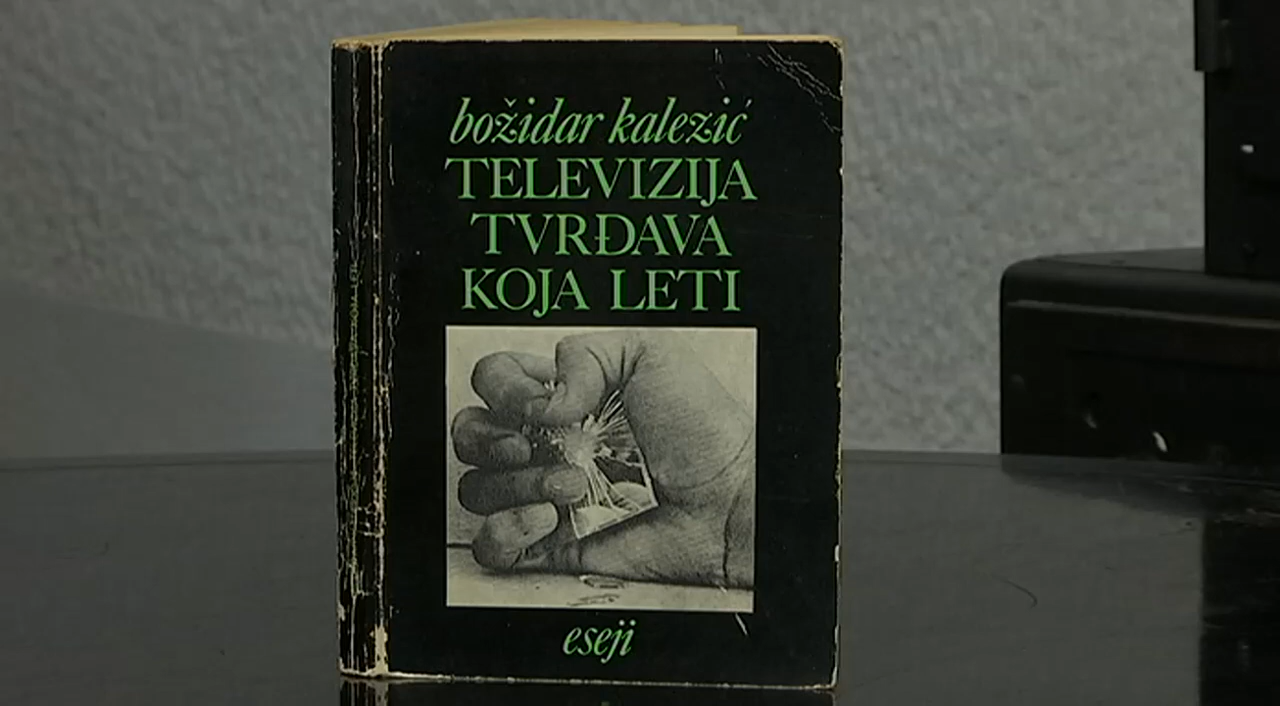 božidar kalezić
TELEVIZIJA
TVRĐAVA
KOJA LETI
eseji